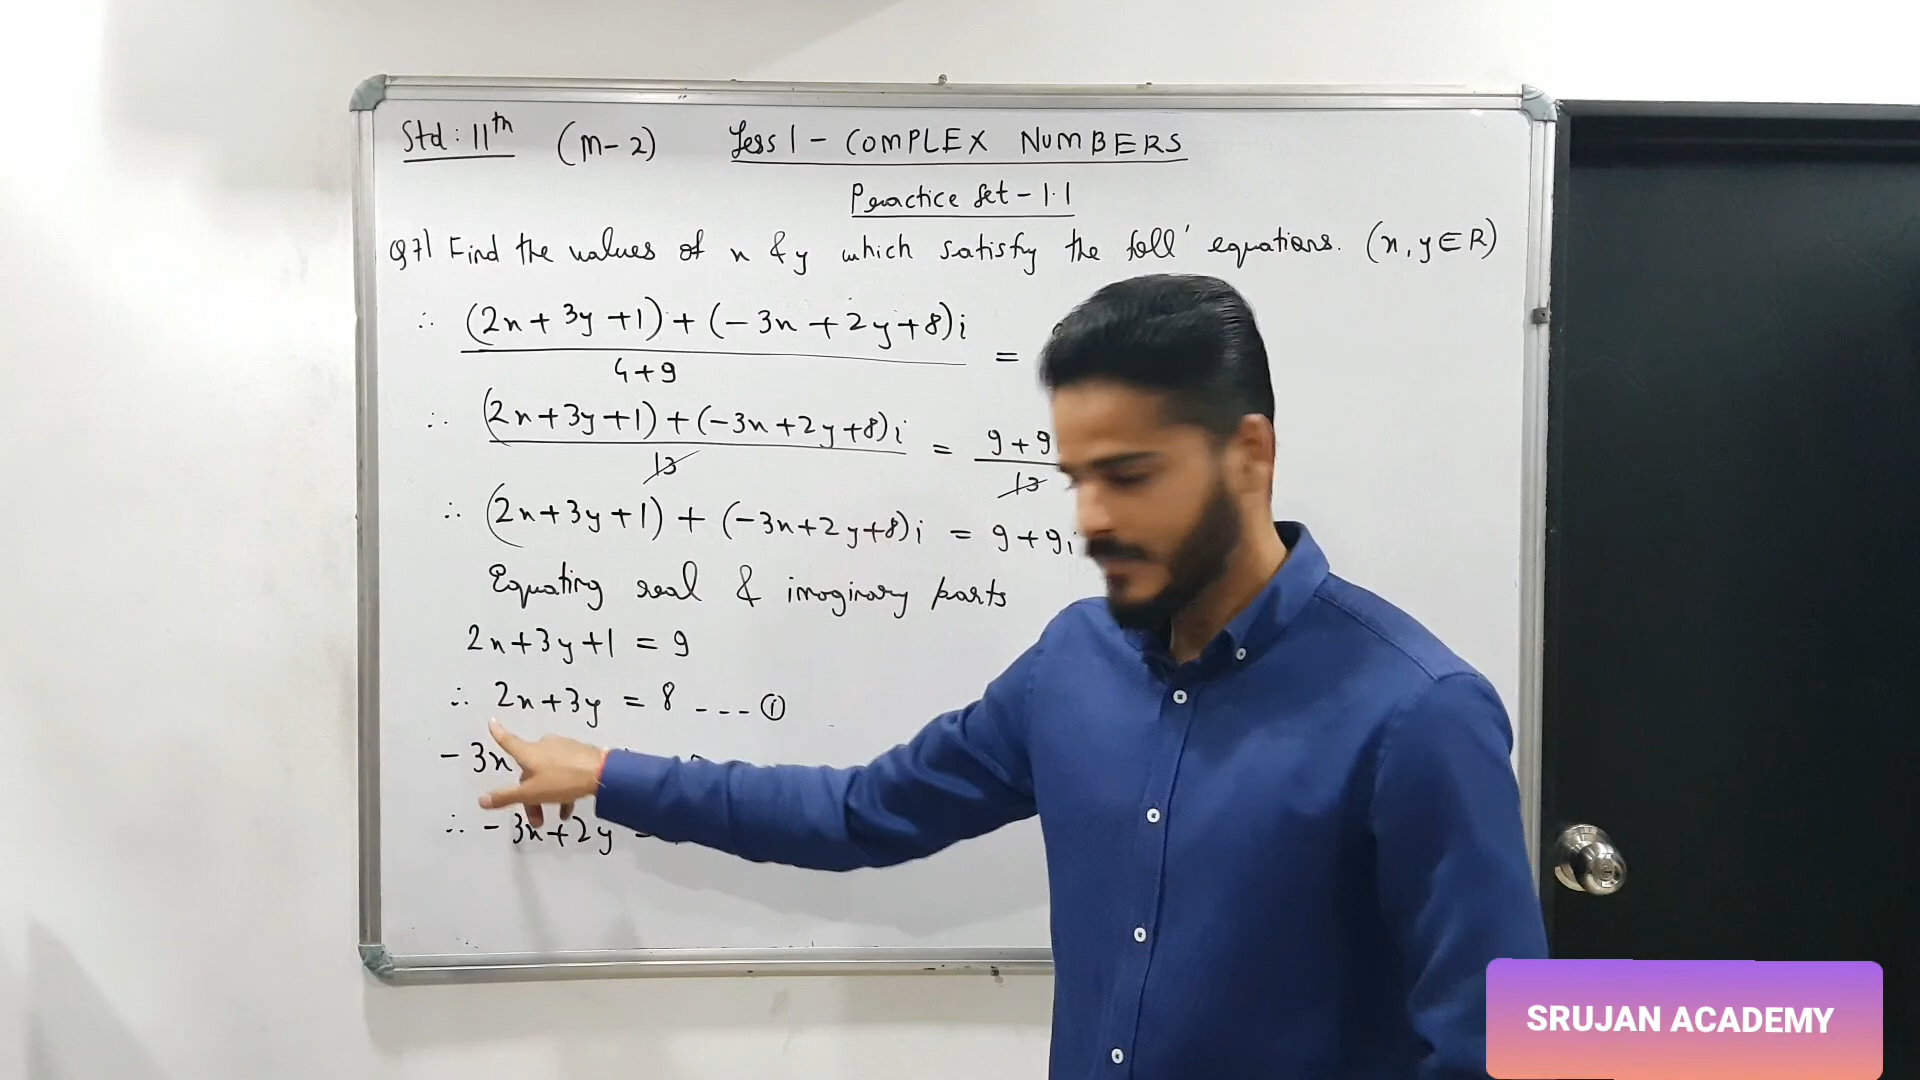 Std: 11th (M-2) Less 1 - COMPLEX NUMBERS
Practice Set - 1.1
Q7) Find the values of x & y which satisfy the foll' equations. (x, y ∈ R)
∴ (2x+3y+1)+(-3x+2y+8)i / 4+9 =
∴ (2x+3y+1)+(-3x+2y+8)i / 13 = 9+9 / 13
∴ (2x+3y+1) + (-3x+2y+8)i = 9+9i
Equating real & imaginary parts
2x+3y+1 = 9
∴ 2x+3y = 8 ---①
-3x
∴ -3x+2y =
SRUJAN ACADEMY